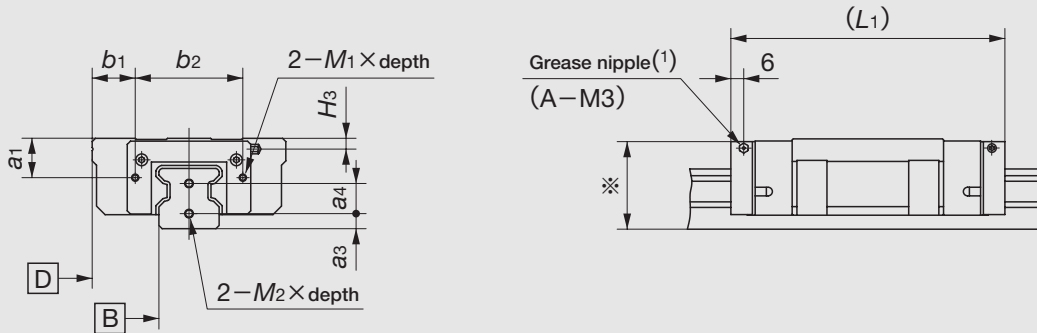 b1 b2 2−M1×depth
H3
a1
a4
a3
D
B 2−M2×depth
(L1)
Grease nipple(1) 6
(A−M3)
※